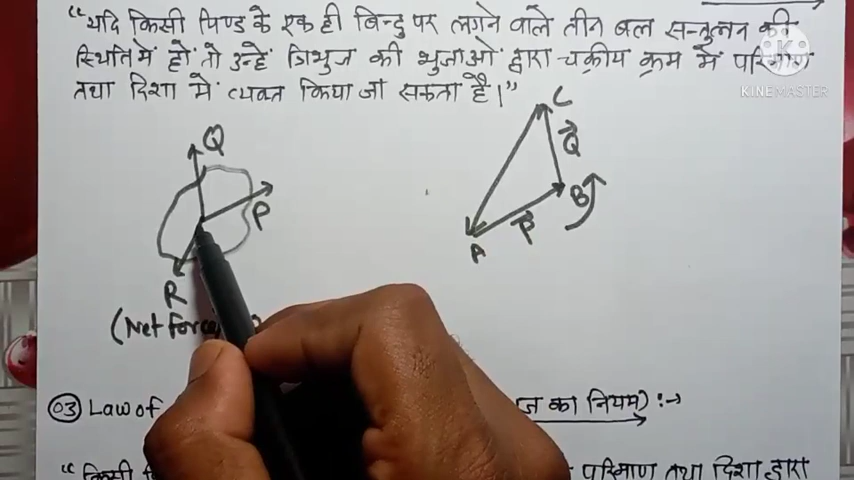 “यदि किसी पिण्ड के एक ही बिन्दु पर लगने वाले तीन बल सन्तुलन की
स्थिति में हों तो उन्हें त्रिभुज की भुजाओं द्वारा चक्रीय क्रम में परिमाण
तथा दिशा में व्यक्त किया जा सकता है।”
KINEMASTER
C
Q
Q
B
P
P
A
R
(Net force
03 Law of
का नियम) :→
“किसी
परिमाण तथा दिशा द्वारा